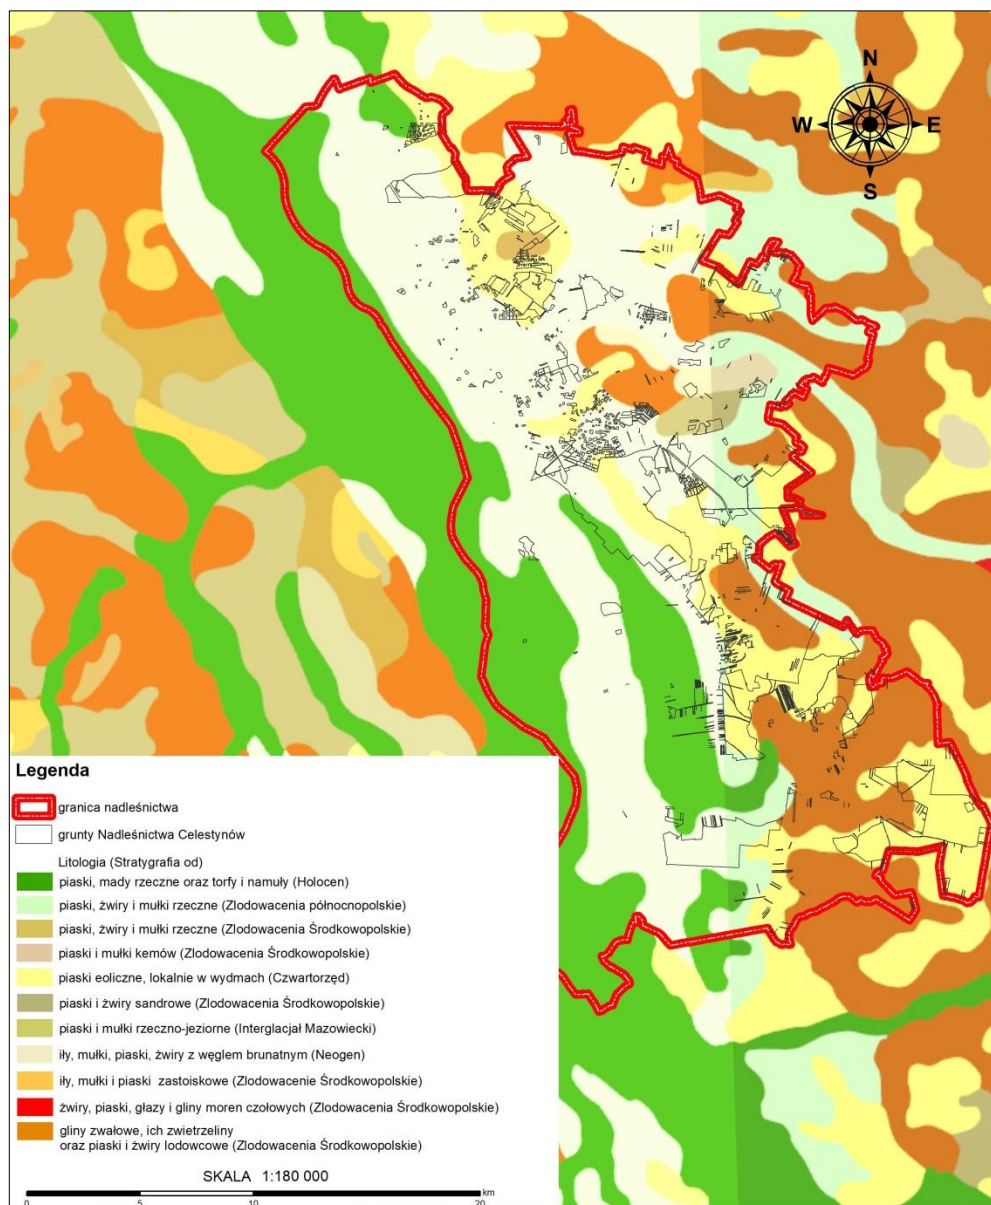 N
W
E
S
Legenda
granica nadleśnictwa
grunty Nadleśnictwa Celestynów
Litologia (Stratygrafia od)
piaski, mady rzeczne oraz torfy i namuły (Holocen)
piaski, żwiry i mułki rzeczne (Zlodowacenia północnopolskie)
piaski, żwiry i mułki rzeczne (Zlodowacenia Środkowopolskie)
piaski i mułki kemów (Zlodowacenia Środkowopolskie)
piaski eoliczne, lokalnie w wydmach (Czwartorzęd)
piaski i żwiry sandrowe (Zlodowacenia Środkowopolskie)
piaski i mułki rzeczno-jeziorne (Interglacjał Mazowiecki)
iły, mułki, piaski, żwiry z węglem brunatnym (Neogen)
iły, mułki i piaski zastoiskowe (Zlodowacenie Środkowopolskie)
żwiry, piaski, głazy i gliny moren czołowych (Zlodowacenia Środkowopolskie)
gliny zwałowe, ich zwietrzeliny
oraz piaski i żwiry lodowcowe (Zlodowacenia Środkowopolskie)
SKALA 1:180 000
km
0 5 10 20